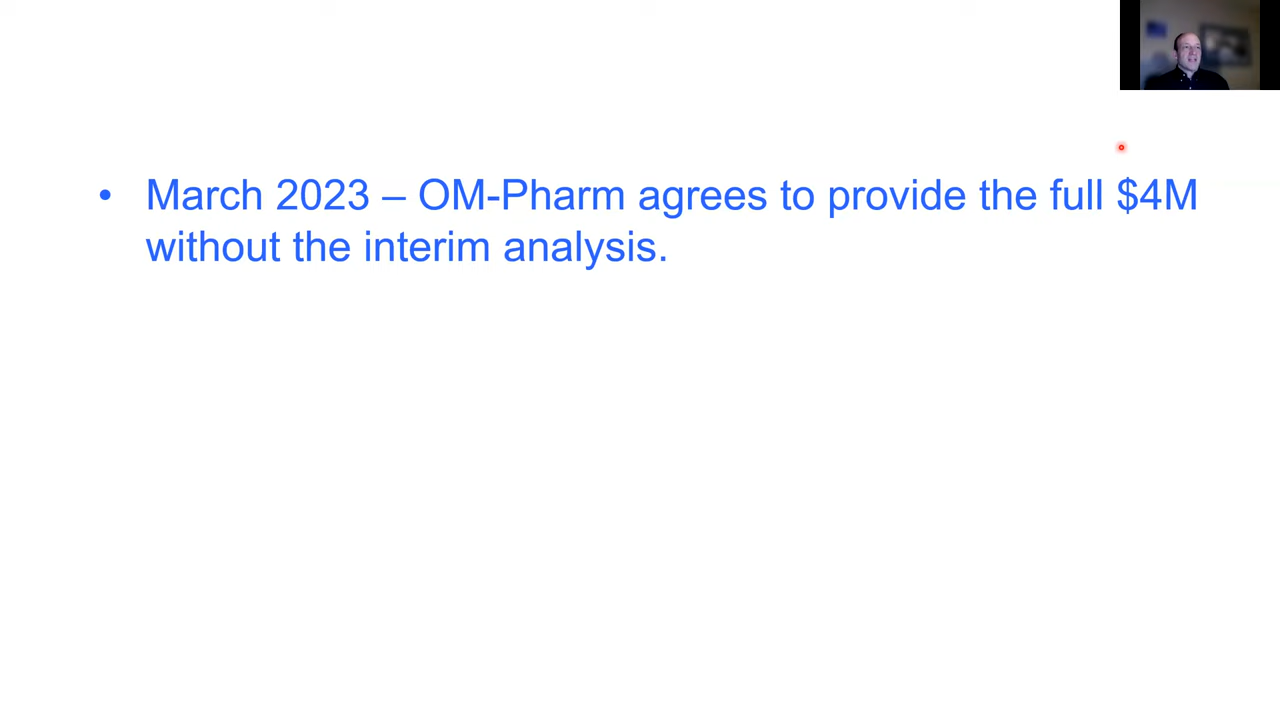 • March 2023 – OM-Pharm agrees to provide the full $4M
without the interim analysis.